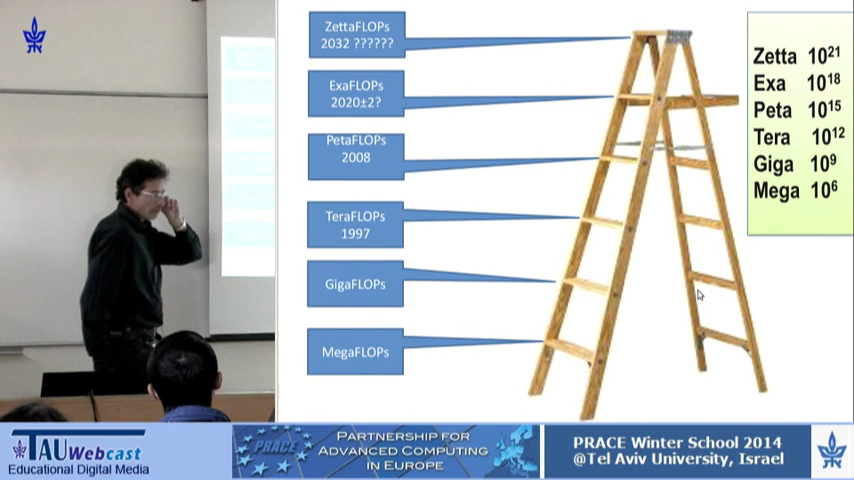 ZettaFLOPs
2032 ??????
ExaFLOPs
2020±2?
PetaFLOPs
2008
TeraFLOPs
1997
GigaFLOPs
MegaFLOPs
Zetta 10²¹
Exa 10¹⁸
Peta 10¹⁵
Tera 10¹²
Giga 10⁹
Mega 10⁶
TAU Webcast
Educational Digital Media
PRACE
PARTNERSHIP FOR
ADVANCED COMPUTING
IN EUROPE
PRACE Winter School 2014
@Tel Aviv University, Israel